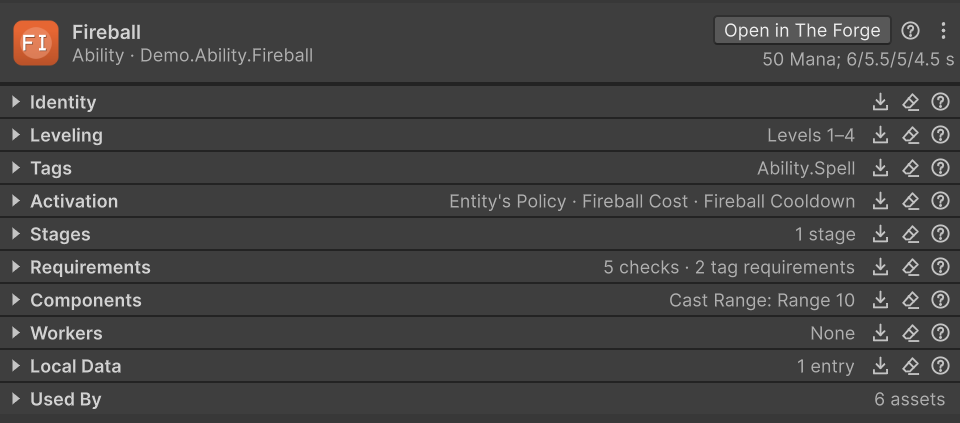 FI
Fireball
Ability · Demo.Ability.Fireball
Open in The Forge
50 Mana; 6/5.5/5/4.5 s
Identity
Leveling Levels 1–4
Tags Ability.Spell
Activation Entity's Policy · Fireball Cost · Fireball Cooldown
Stages 1 stage
Requirements 5 checks · 2 tag requirements
Components Cast Range: Range 10
Workers None
Local Data 1 entry
Used By 6 assets